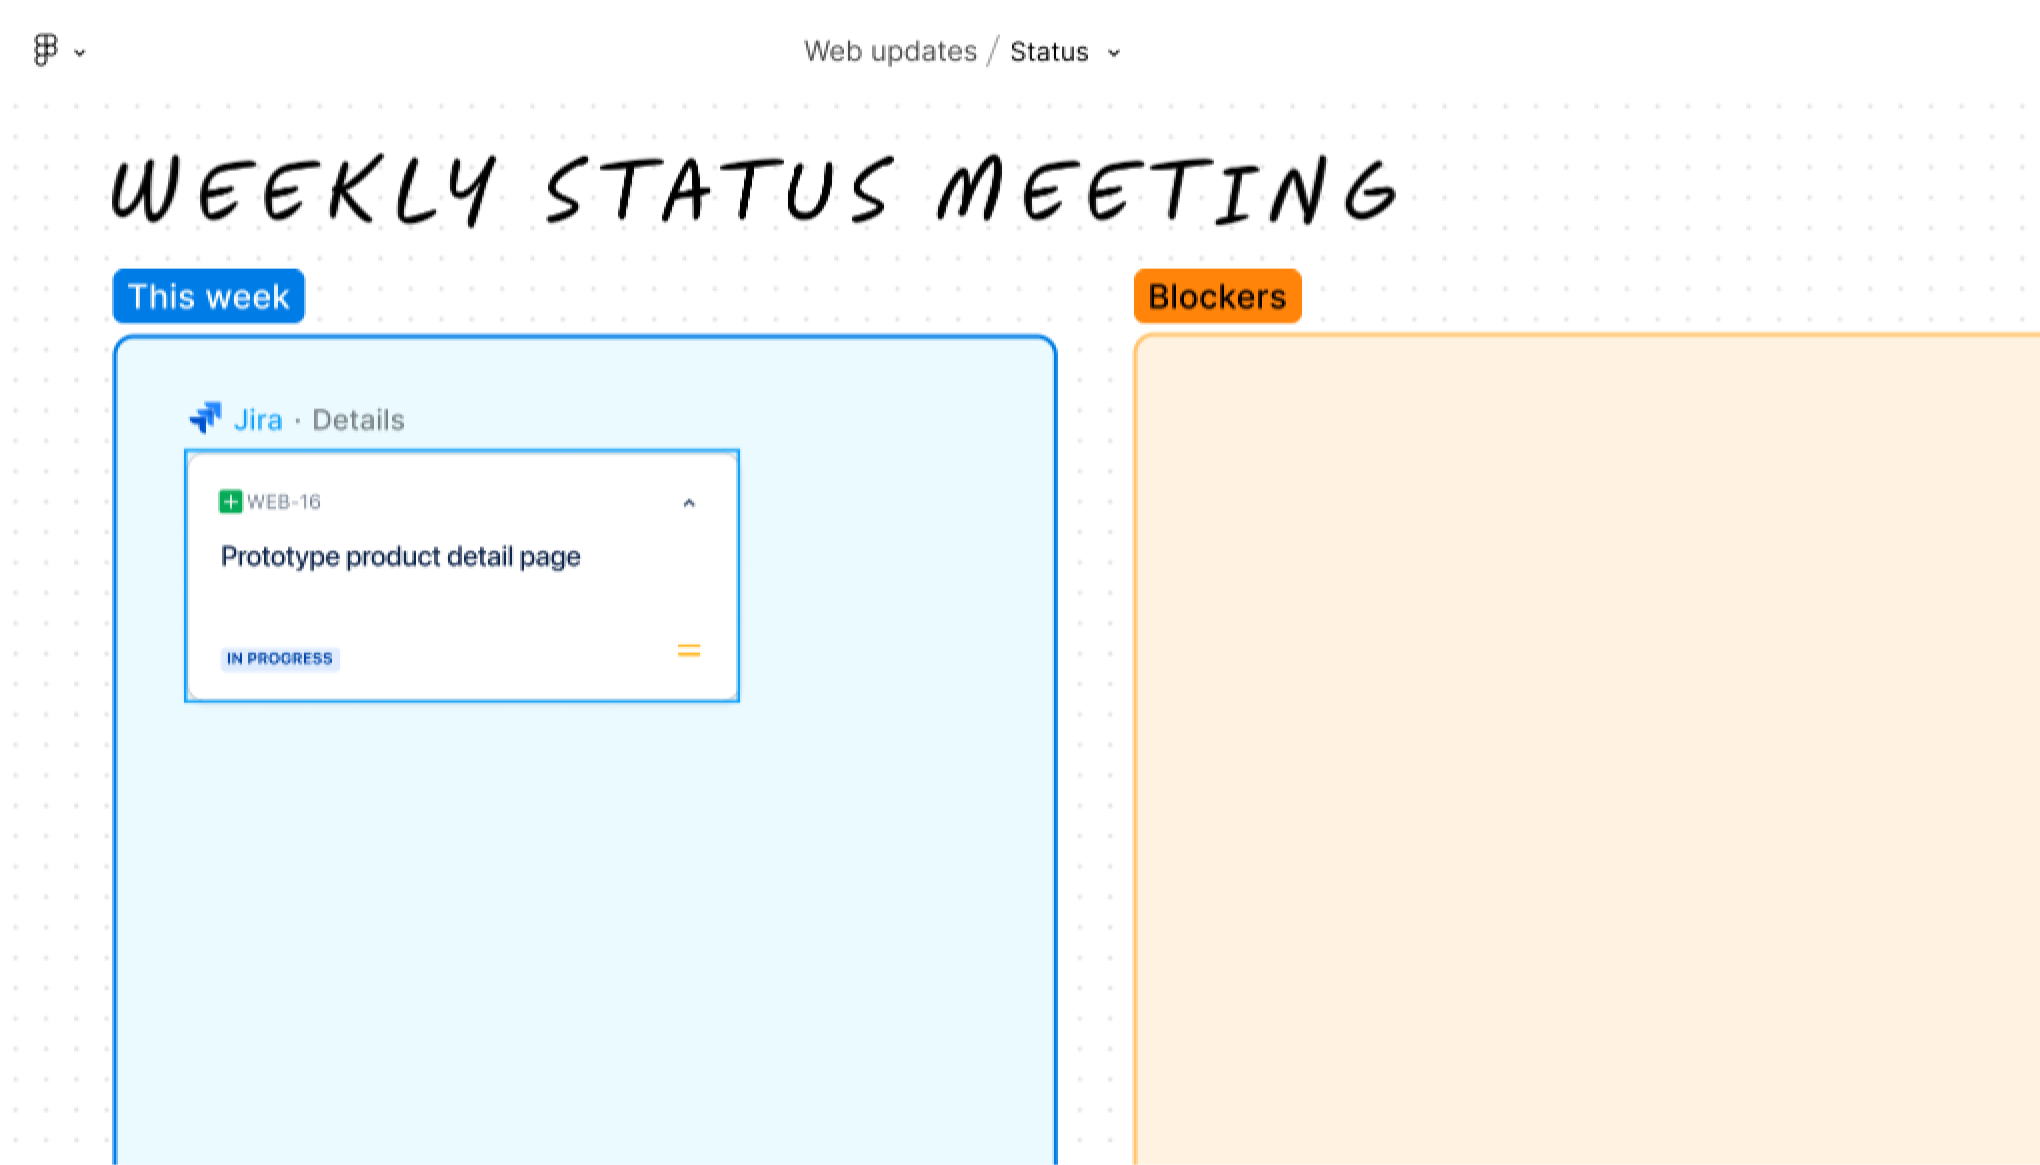 Web updates / Status
WEEKLY STATUS MEETING
This week
Blockers
Jira · Details
WEB-16
Prototype product detail page
IN PROGRESS